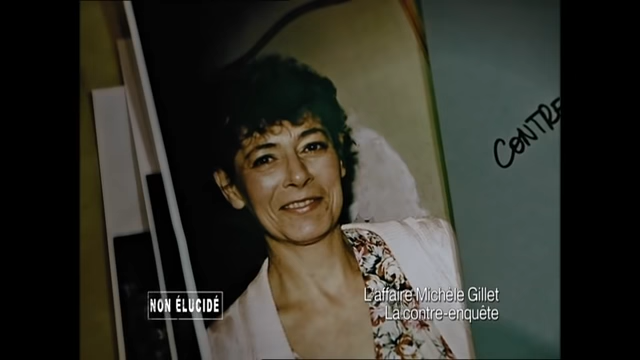 CONTRE
NON ÉLUCIDÉ
L'affaire Michèle Gillet
La contre-enquête